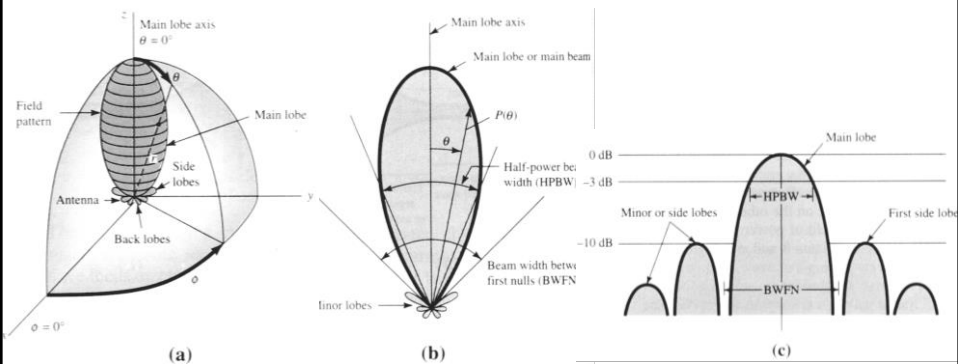 z
Main lobe axis
θ = 0°
θ
Field
pattern
Main lobe
r
Side
lobes
Antenna
y
Back lobes
ϕ
ϕ = 0°
(a)
Main lobe axis
Main lobe or main beam
P(θ)
θ
Half-power bea
width (HPBW)
Beam width betwe
first nulls (BWFN
linor lobes
(b)
Main lobe
0 dB
−3 dB
HPBW
Minor or side lobes
First side lobe
−10 dB
BWFN
(c)